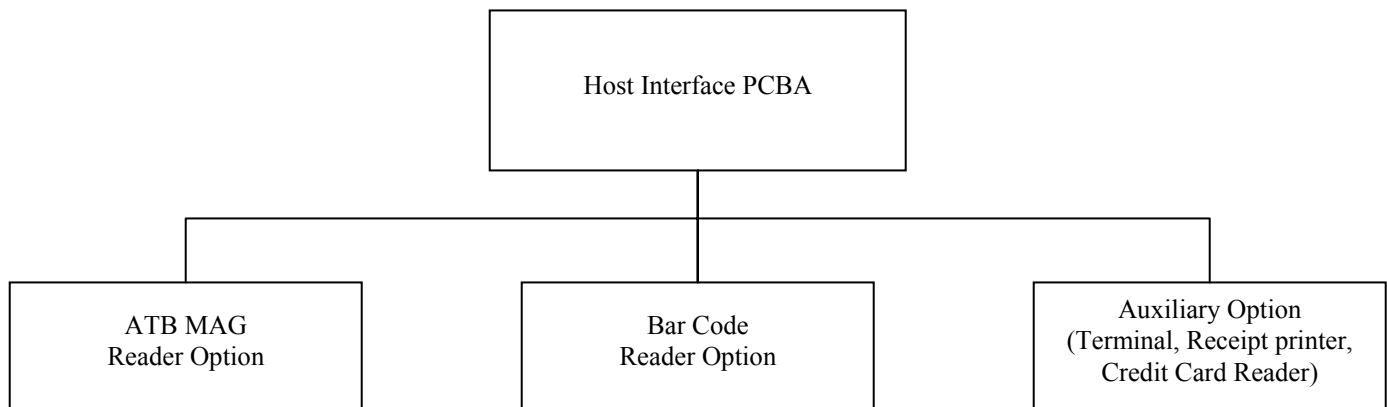 Host Interface PCBA
ATB MAG
Reader Option
Bar Code
Reader Option
Auxiliary Option
(Terminal, Receipt printer,
Credit Card Reader)